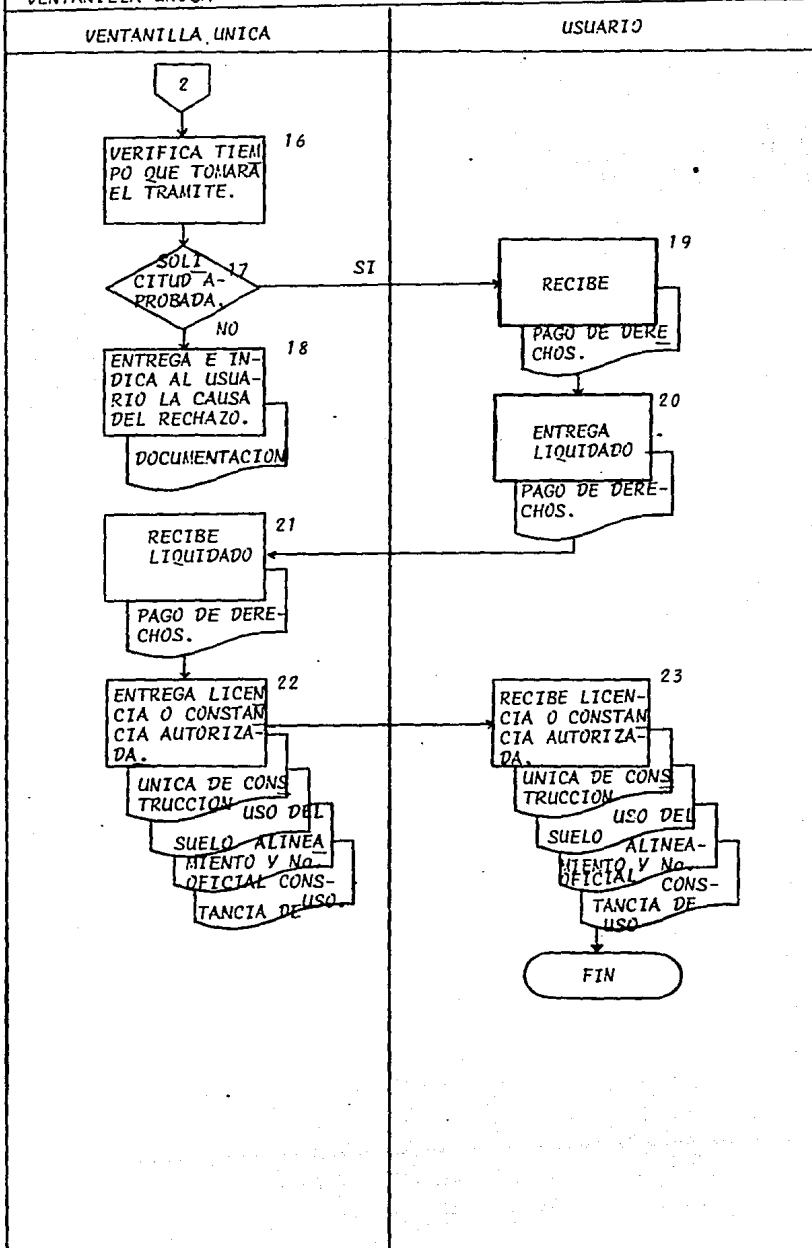 VENTANILLA UNICA
VENTANILLA UNICA
USUARIO
2
16
VERIFICA TIEM
PO QUE TOMARA
EL TRAMITE.
17
SOLI
CITUD A-
PROBADA.
SI
NO
18
ENTREGA E IN-
DICA AL USUA-
RIO LA CAUSA
DEL RECHAZO.
DOCUMENTACION
19
RECIBE
PAGO DE DERE
CHOS.
20
ENTREGA
LIQUIDADO
PAGO DE DERE-
CHOS.
21
RECIBE
LIQUIDADO
PAGO DE DERE-
CHOS.
22
ENTREGA LICEN
CIA O CONSTAN
CIA AUTORIZA-
DA.
UNICA DE CONS
TRUCCION
USO DEL
SUELO
ALINEA
MIENTO Y No.
OFICIAL
CONS-
TANCIA DE
USO.
23
RECIBE LICEN-
CIA O CONSTAN
CIA AUTORIZA-
DA.
UNICA DE CONS
TRUCCION
USO DEL
SUELO
ALINEA-
MIENTO Y No.
OFICIAL
CONS-
TANCIA DE
USO
FIN